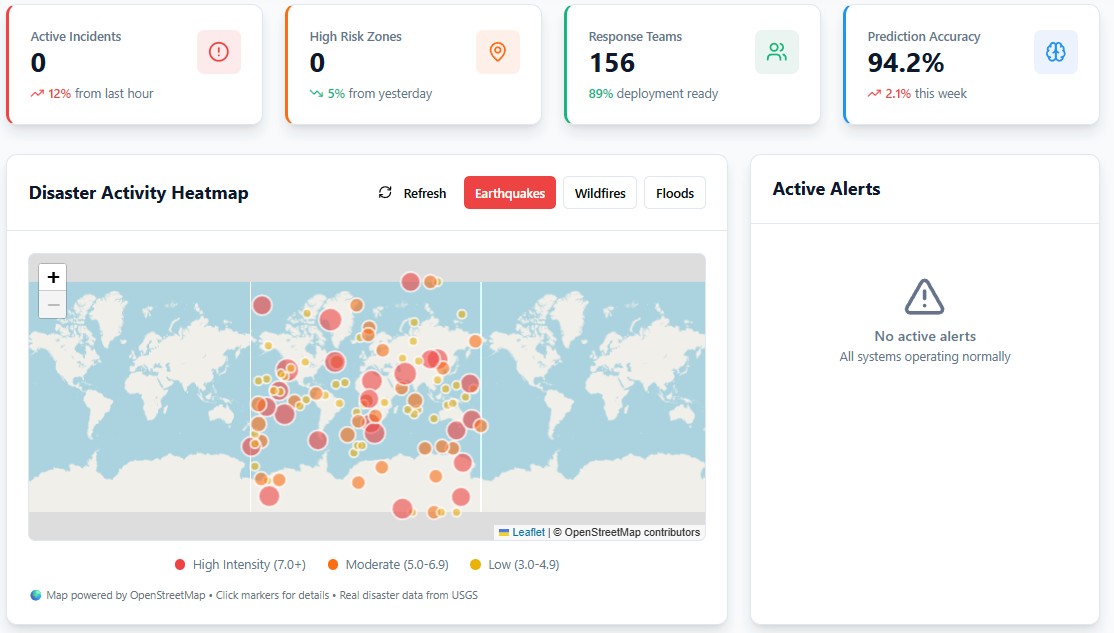 Active Incidents
0
12% from last hour
High Risk Zones
0
5% from yesterday
Response Teams
156
89% deployment ready
Prediction Accuracy
94.2%
2.1% this week
Disaster Activity Heatmap
Refresh
Earthquakes
Wildfires
Floods
+
−
Leaflet | © OpenStreetMap contributors
High Intensity (7.0+)
Moderate (5.0-6.9)
Low (3.0-4.9)
Map powered by OpenStreetMap • Click markers for details • Real disaster data from USGS
Active Alerts
No active alerts
All systems operating normally